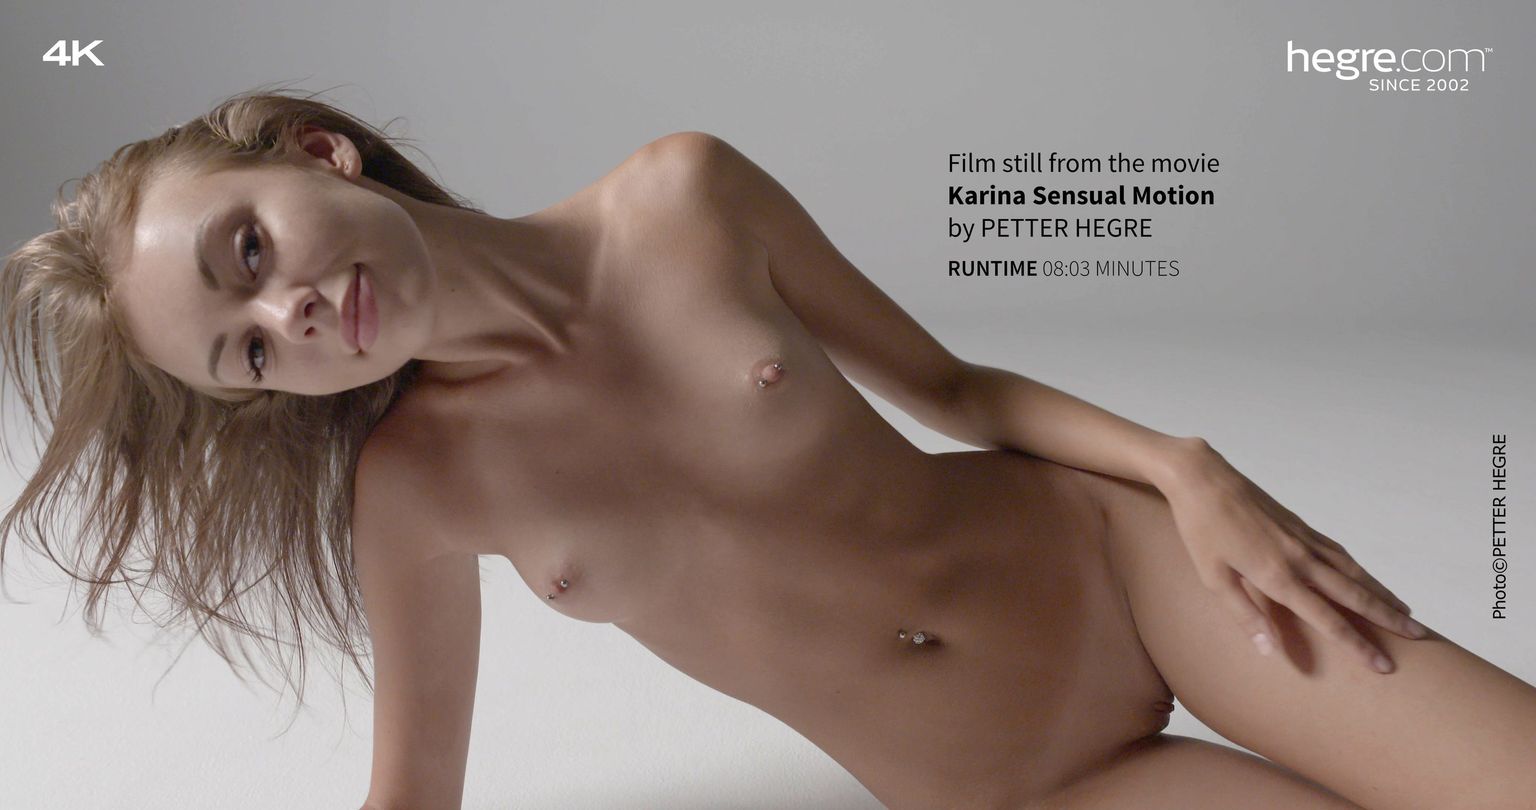 4K
hegre.com™
SINCE 2002
Film still from the movie
Karina Sensual Motion
by PETTER HEGRE
RUNTIME 08:03 MINUTES
Photo©PETTER HEGRE